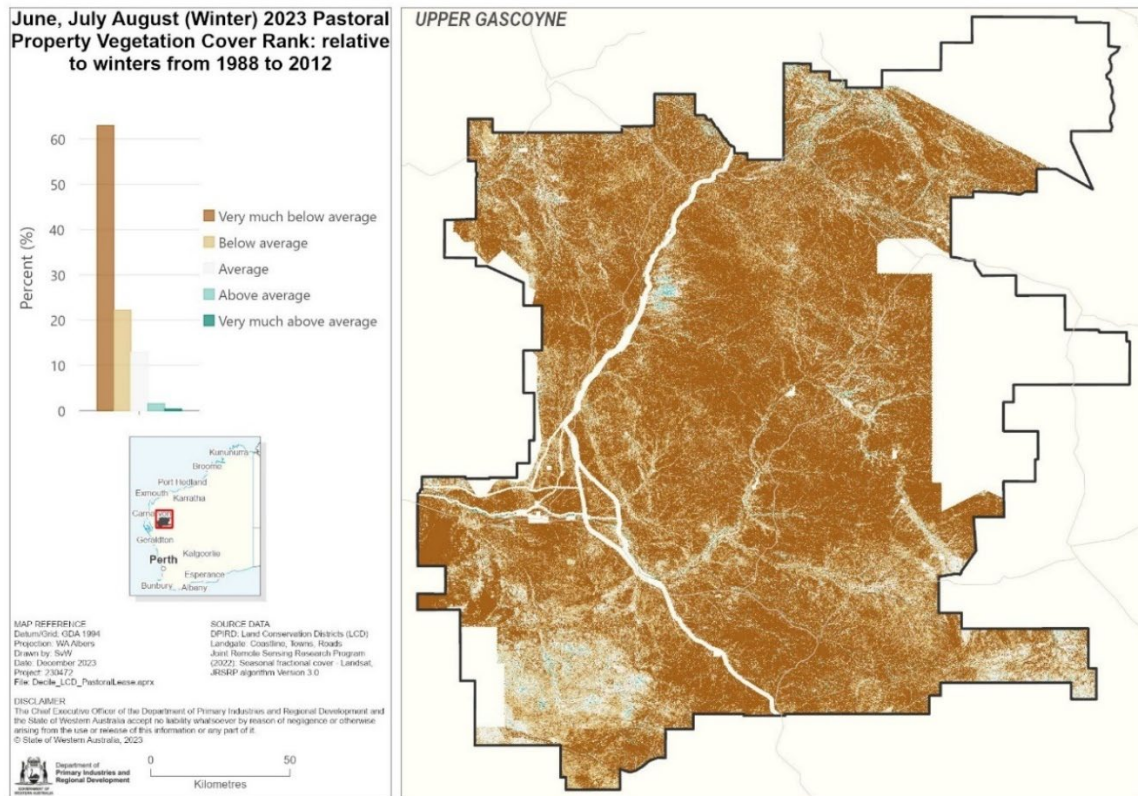 June, July August (Winter) 2023 Pastoral
Property Vegetation Cover Rank: relative
to winters from 1988 to 2012
Percent (%)
60
50
40
30
20
10
0
Very much below average
Below average
Average
Above average
Very much above average
Kununurra
Broome
Port Hedland
Exmouth
Karratha
Geraldton
Kalgoorlie
Perth
Esperance
Bunbury
Albany
MAP REFERENCE
Datum/Grid: GDA 1994
Projection: WA Albers
Drawn by: SvW
Date: December 2023
Project: 230472
File: Decile_LCD_PastoralLease.aprx
SOURCE DATA
DPIRD: Land Conservation Districts (LCD)
Landgate: Coastline, Towns, Roads
Joint Remote Sensing Research Program
(2022): Seasonal fractional cover - Landsat,
JRSRP algorithm Version 3.0
DISCLAIMER
The Chief Executive Officer of the Department of Primary Industries and Regional Development and
the State of Western Australia accept no liability whatsoever by reason of negligence or otherwise
arising from the use or release of this information or any part of it.
© State of Western Australia, 2023
Department of
Primary Industries and
Regional Development
GOVERNMENT OF
WESTERN AUSTRALIA
0 50
Kilometres
UPPER GASCOYNE